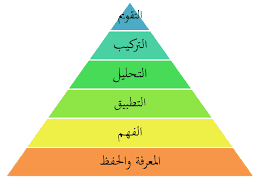 التقويم
التركيب
التحليل
التطبيق
الفهم
المعرفة والحفظ